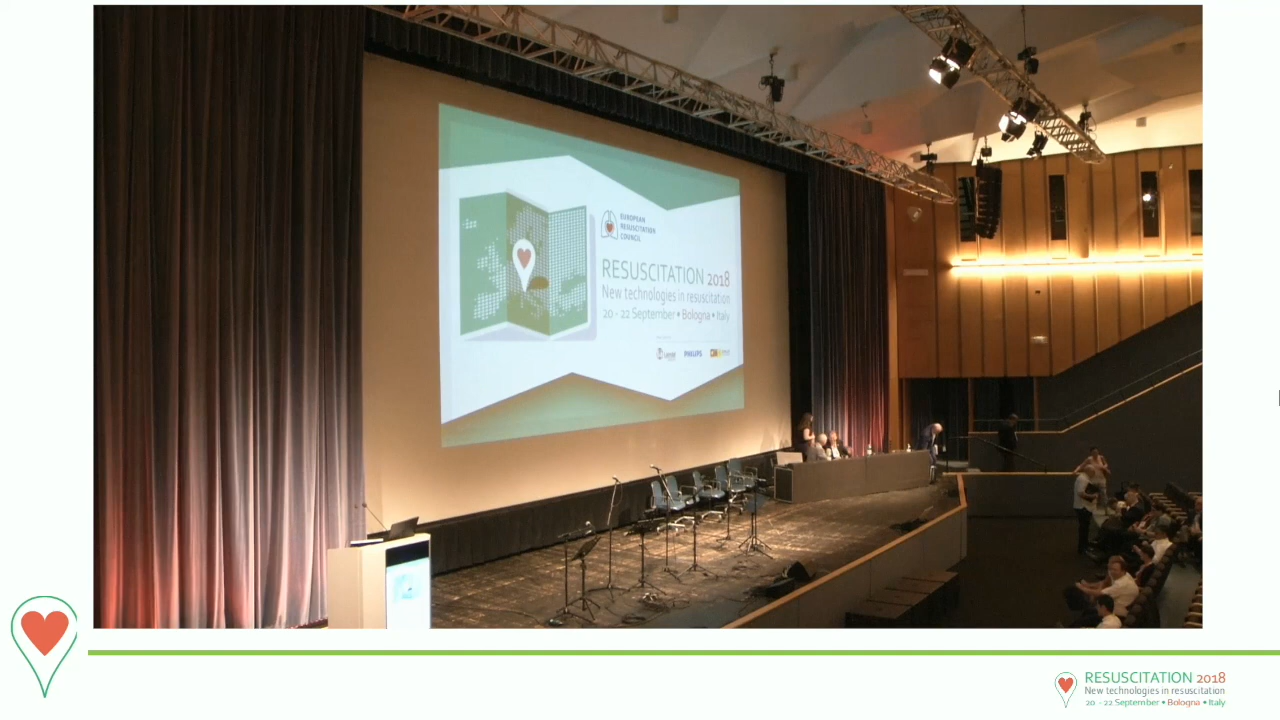 EUROPEAN
RESUSCITATION
COUNCIL
RESUSCITATION 2018
New technologies in resuscitation
20 - 22 September • Bologna • Italy
PHILIPS
RESUSCITATION 2018
New technologies in resuscitation
20 - 22 September • Bologna • Italy